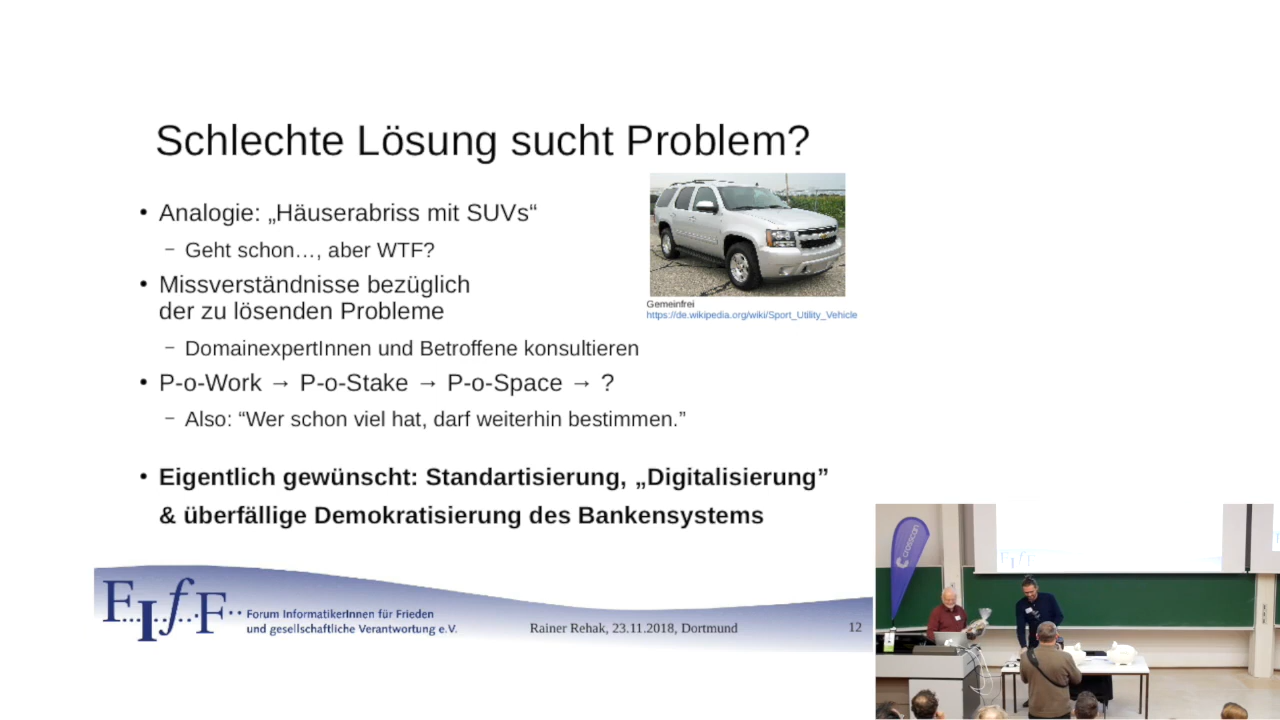 Schlechte Lösung sucht Problem?
• Analogie: „Häuserabriss mit SUVs“
– Geht schon…, aber WTF?
• Missverständnisse bezüglich
der zu lösenden Probleme
– DomainexpertInnen und Betroffene konsultieren
• P-o-Work → P-o-Stake → P-o-Space → ?
– Also: “Wer schon viel hat, darf weiterhin bestimmen.”
• Eigentlich gewünscht: Standartisierung, „Digitalisierung”
& überfällige Demokratisierung des Bankensystems
Gemeinfrei
https://de.wikipedia.org/wiki/Sport_Utility_Vehicle
FIfF..
Forum InformatikerInnen für Frieden
und gesellschaftliche Verantwortung e.V.
Rainer Rehak, 23.11.2018, Dortmund
12
crosscan